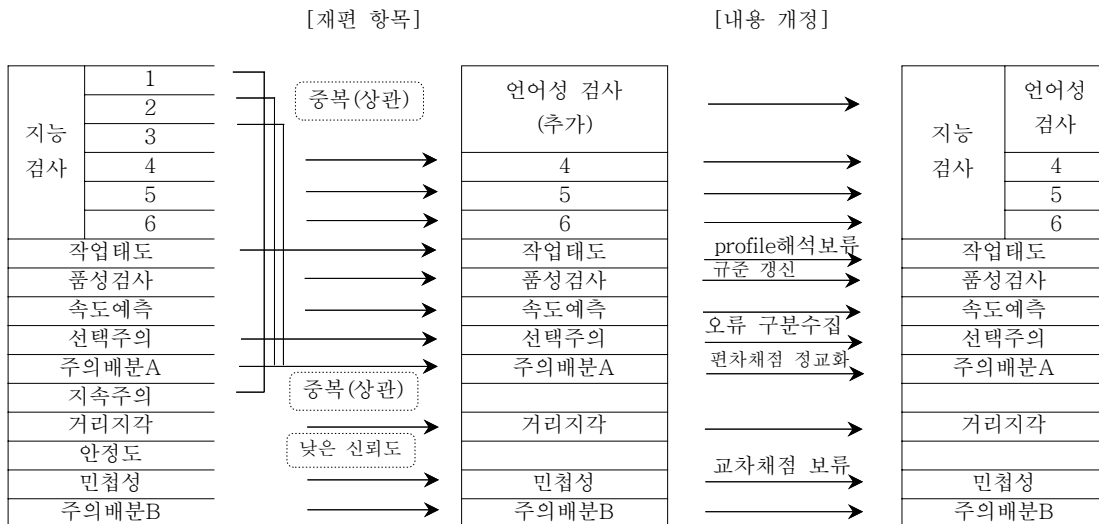 [재편 항목]
[내용 개정]
지능
검사
1
2
3
4
5
6
작업태도
품성검사
속도예측
선택주의
주의배분A
지속주의
거리지각
안정도
민첩성
주의배분B
중복(상관)
중복(상관)
낮은 신뢰도
언어성 검사
(추가)
4
5
6
작업태도
품성검사
속도예측
선택주의
주의배분A
거리지각
민첩성
주의배분B
profile해석보류
규준 갱신
오류 구분수집
편차채점 정교화
교차채점 보류
지능
검사
언어성
검사
4
5
6
작업태도
품성검사
속도예측
선택주의
주의배분A
거리지각
민첩성
주의배분B